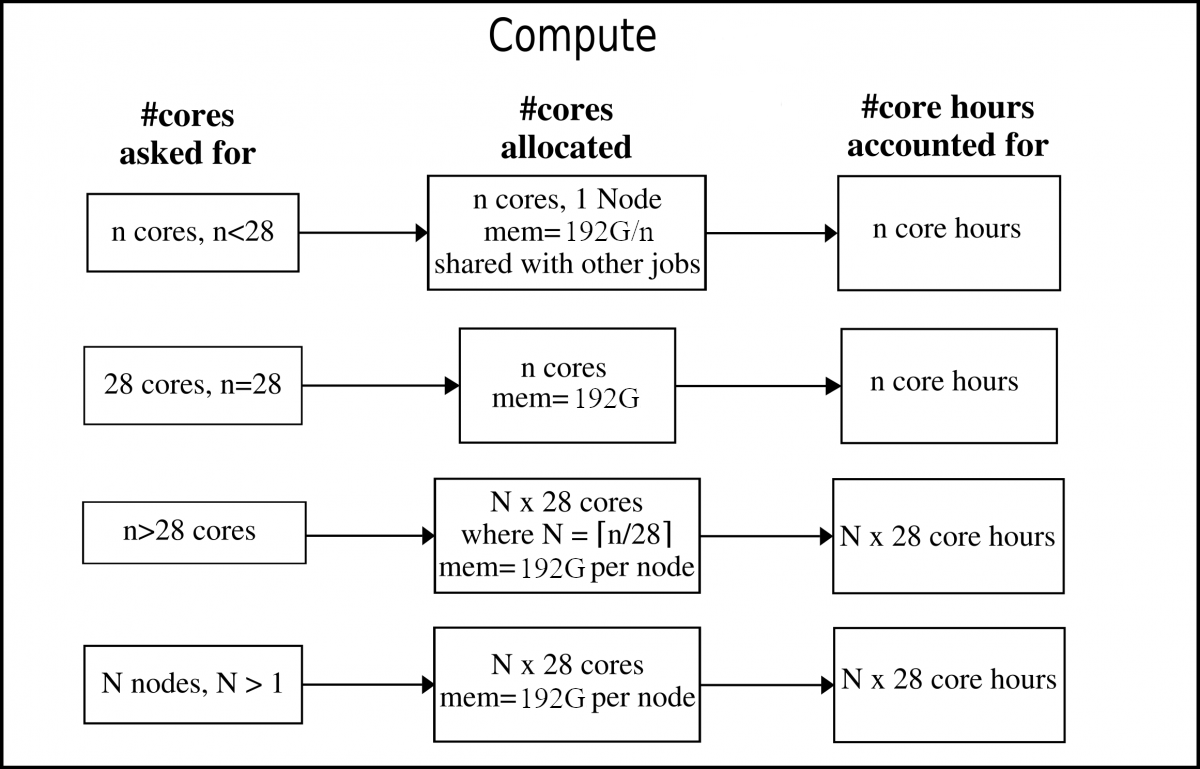 Compute
#cores
asked for
#cores
allocated
#core hours
accounted for
n cores, n<28
n cores, 1 Node
mem= 192G/n
shared with other jobs
n core hours
28 cores, n=28
n cores
mem= 192G
n core hours
n>28 cores
N x 28 cores
where N = ⌈n/28⌉
mem= 192G per node
N x 28 core hours
N nodes, N > 1
N x 28 cores
mem= 192G per node
N x 28 core hours